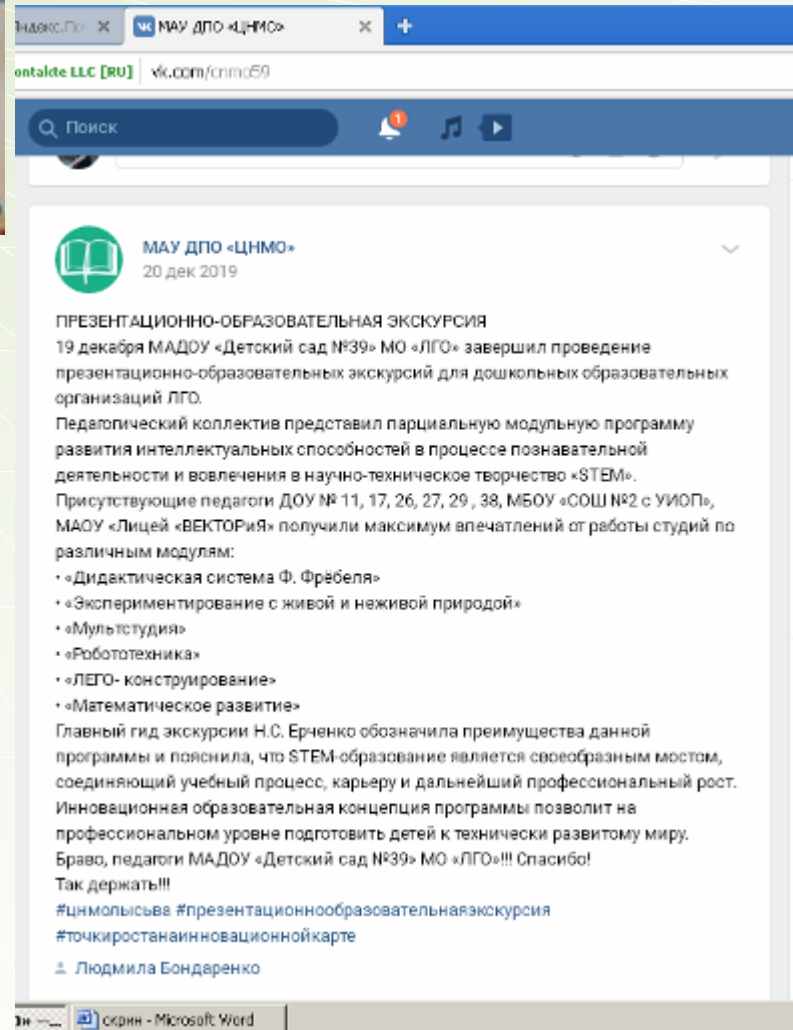 МАУ ДПО «ЦНМО»
ontakte LLC [RU] vk.com/cnmo59
Поиск
1
МАУ ДПО «ЦНМО»
20 дек 2019
ПРЕЗЕНТАЦИОННО-ОБРАЗОВАТЕЛЬНАЯ ЭКСКУРСИЯ
19 декабря МАДОУ «Детский сад №39» МО «ЛГО» завершил проведение
презентационно-образовательных экскурсий для дошкольных образовательных
организаций ЛГО.
Педагогический коллектив представил парциальную модульную программу
развития интеллектуальных способностей в процессе познавательной
деятельности и вовлечения в научно-техническое творчество «STEM».
Присутствующие педагоги ДОУ № 11, 17, 26, 27, 29 , 38, МБОУ «СОШ №2 с УИОП»,
МАОУ «Лицей «ВЕКТОРиЯ» получили максимум впечатлений от работы студий по
различным модулям:
• «Дидактическая система Ф. Фрёбеля»
• «Экспериментирование с живой и неживой природой»
• «Мультстудия»
• «Робототехника»
• «ЛЕГО- конструирование»
• «Математическое развитие»
Главный гид экскурсии Н.С. Ерченко обозначила преимущества данной
программы и пояснила, что STEM-образование является своеобразным мостом,
соединяющий учебный процесс, карьеру и дальнейший профессиональный рост.
Инновационная образовательная концепция программы позволит на
профессиональном уровне подготовить детей к технически развитому миру.
Браво, педагоги МАДОУ «Детский сад №39» МО «ЛГО»!!! Спасибо!
Так держать!!!
#цнмолысьва #презентационнообразовательнаяэкскурсия
#точкиростанаинновационнойкарте
Людмила Бондаренко
скрин - Microsoft Word